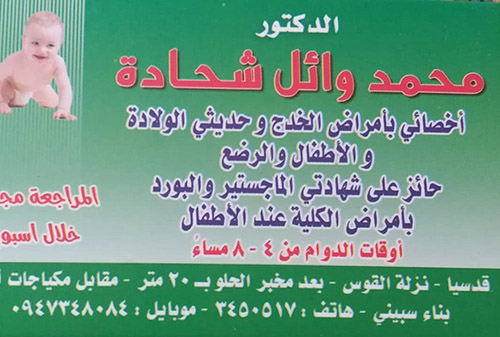 الدكتور
محمد وائل شحادة
أخصائي بأمراض الخدج و حديثي الولادة
و الأطفال والرضع
حائز على شهادتي الماجستير والبورد
بأمراض الكلية عند الأطفال
أوقات الدوام من ٤ - ٨ مساءً
المراجعة
خلال
قدسيا - نزلة القوس - بعد مخبر الحلو بـ ٢٠ متر - مقابل مكياجات
بناء سبيني - هاتف : ٣٤٥٠٥١٧ - موبايل : ٠٩٤٧٣٤٨٠٨٤